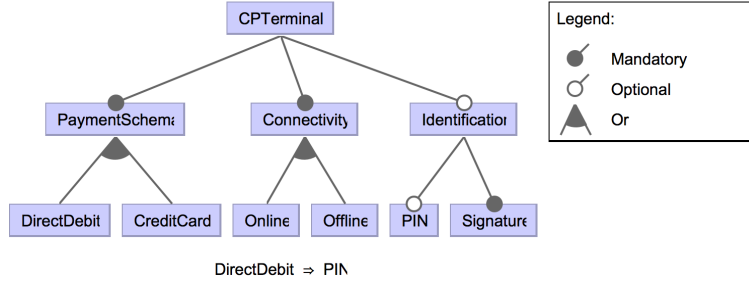 CPTerminal
Legend:
Mandatory
Optional
Or
PaymentSchema
Connectivity
Identification
DirectDebit
CreditCard
Online
Offline
PIN
Signature
DirectDebit ⇒ PIN